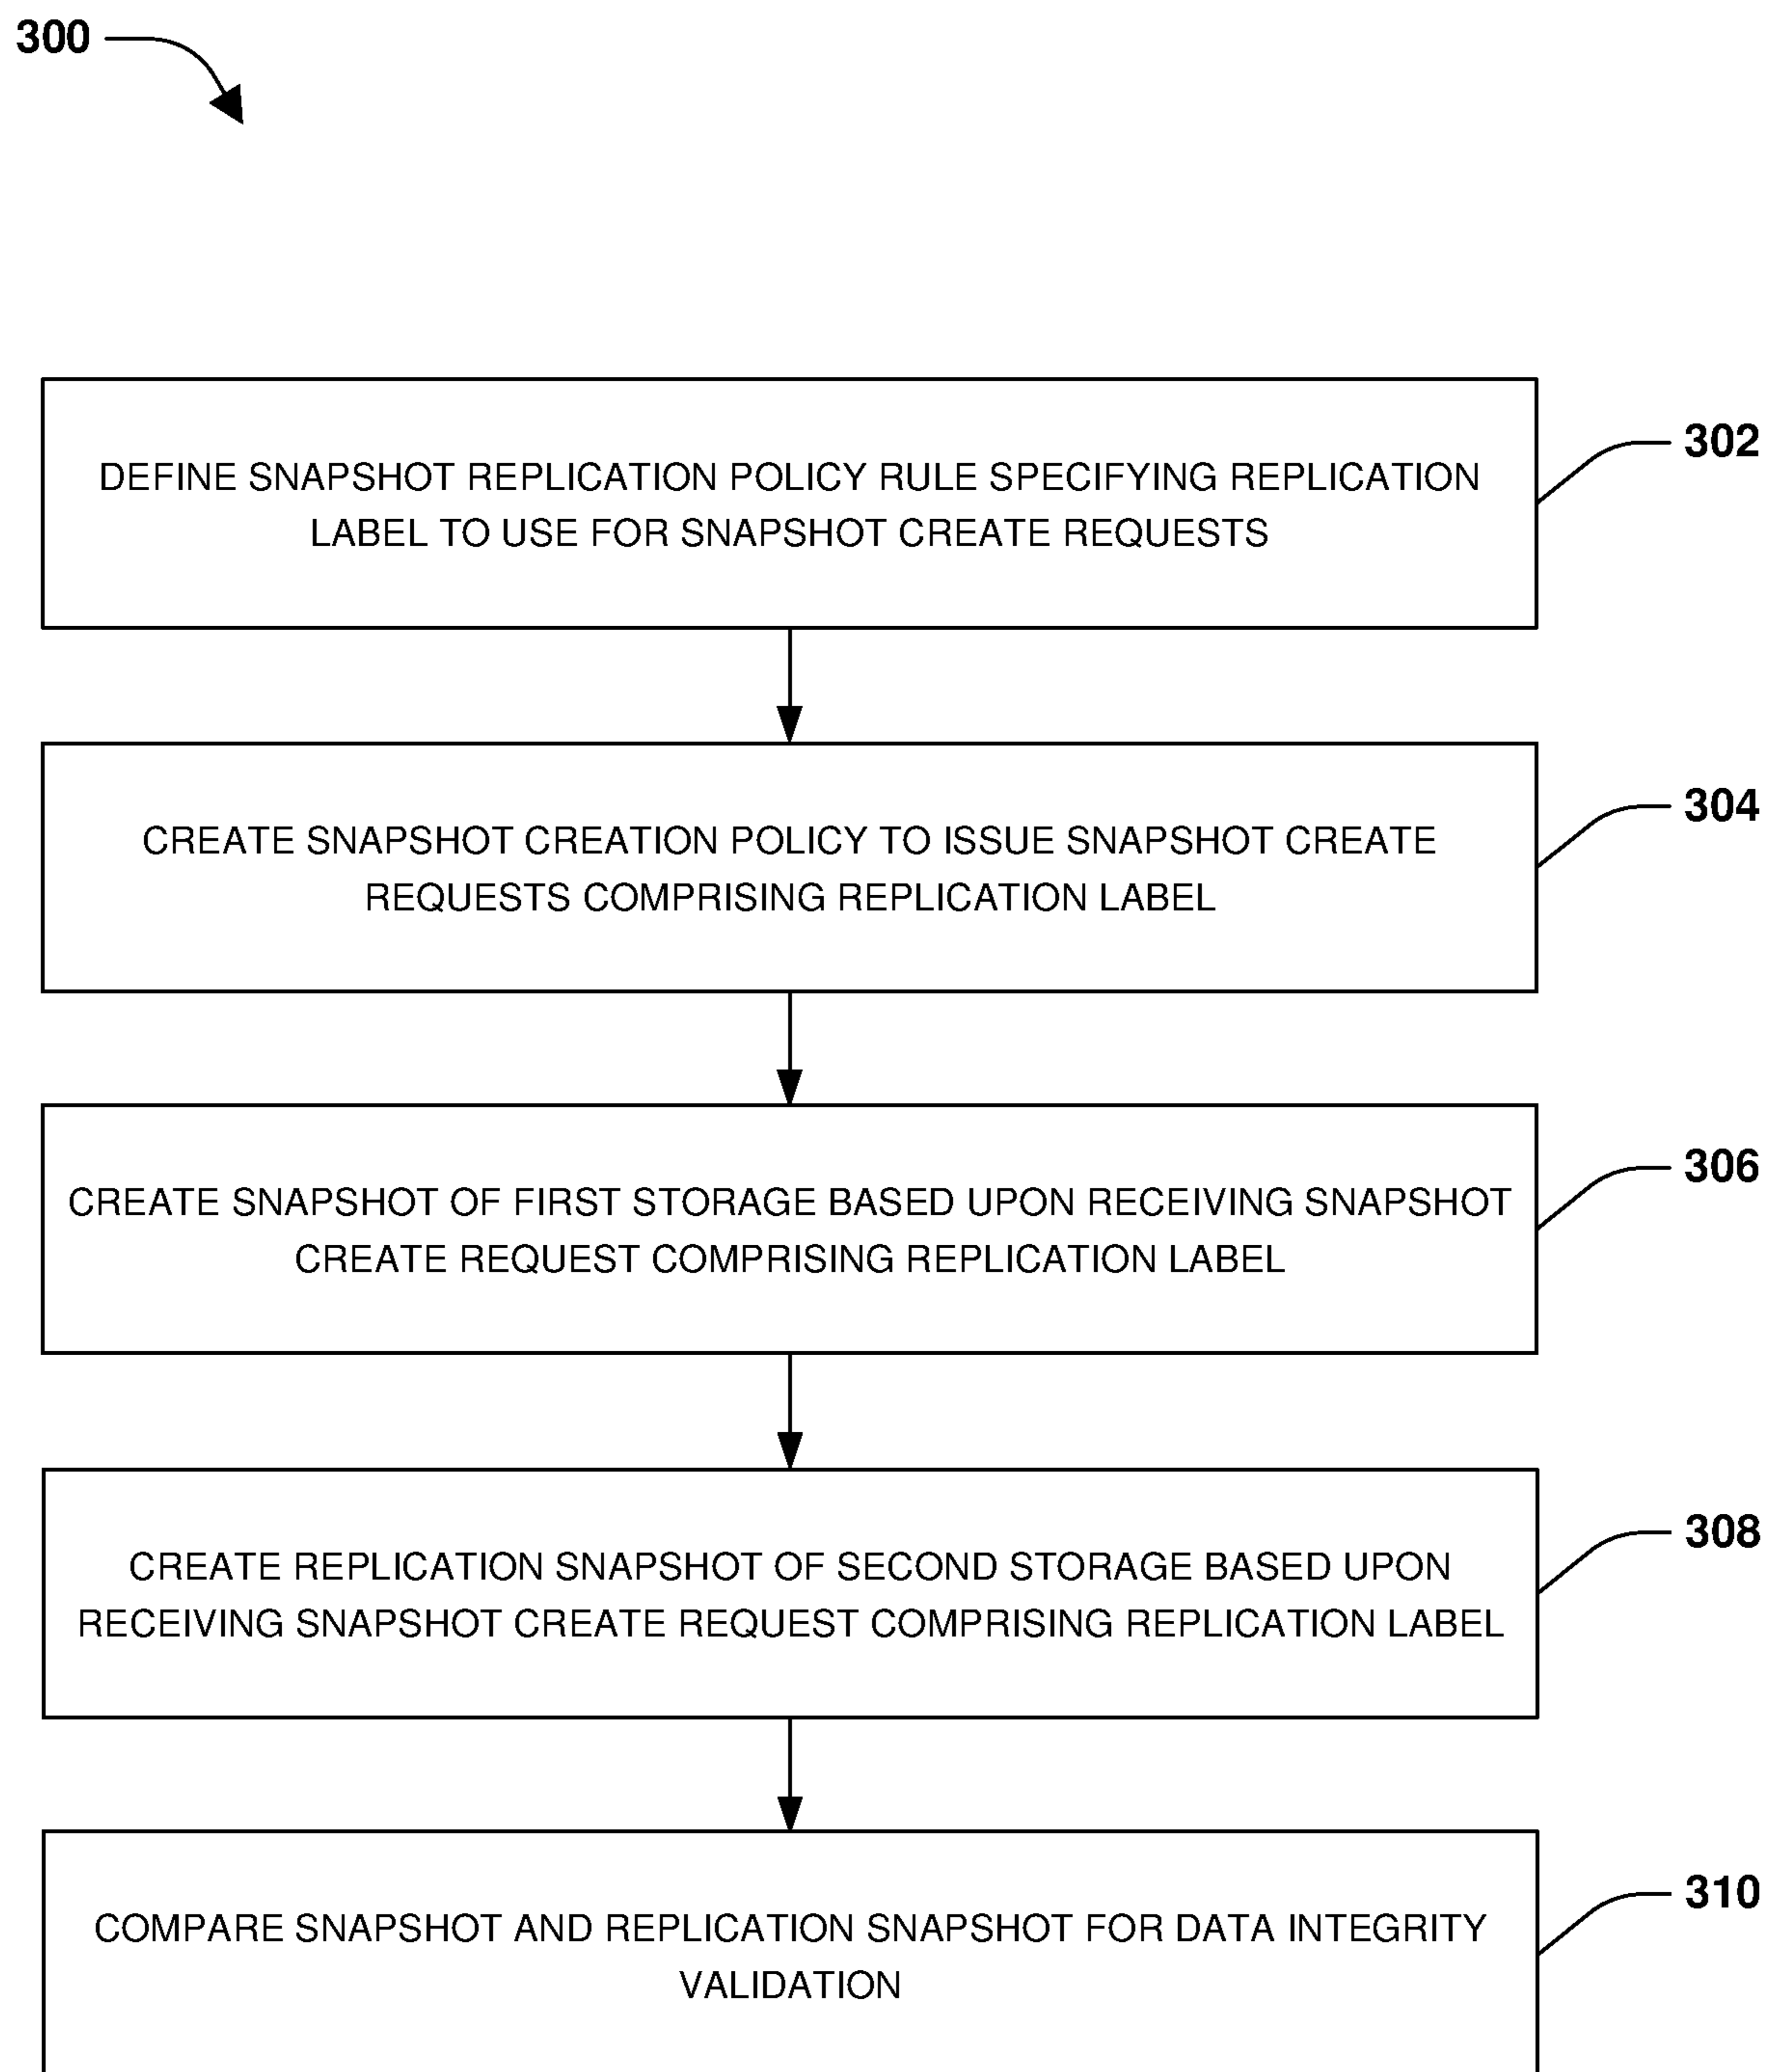 300
DEFINE SNAPSHOT REPLICATION POLICY RULE SPECIFYING REPLICATION
LABEL TO USE FOR SNAPSHOT CREATE REQUESTS
302
CREATE SNAPSHOT CREATION POLICY TO ISSUE SNAPSHOT CREATE
REQUESTS COMPRISING REPLICATION LABEL
304
CREATE SNAPSHOT OF FIRST STORAGE BASED UPON RECEIVING SNAPSHOT
CREATE REQUEST COMPRISING REPLICATION LABEL
306
CREATE REPLICATION SNAPSHOT OF SECOND STORAGE BASED UPON
RECEIVING SNAPSHOT CREATE REQUEST COMPRISING REPLICATION LABEL
308
COMPARE SNAPSHOT AND REPLICATION SNAPSHOT FOR DATA INTEGRITY
VALIDATION
310